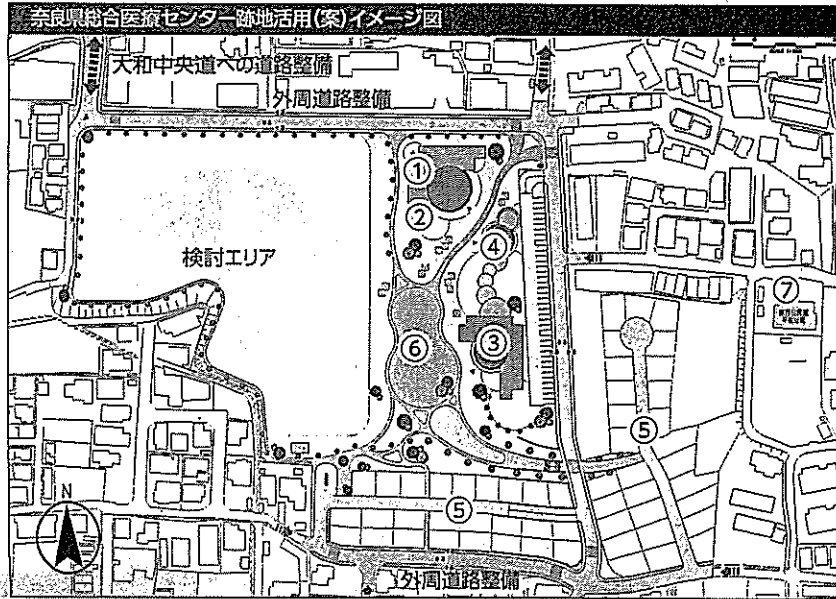 奈良県総合医療センター跡地活用(案)イメージ図
大和中央道への道路整備
外周道路整備
①
②
④
検討エリア
⑦
③
⑥
⑤
⑤
N
外周道路整備